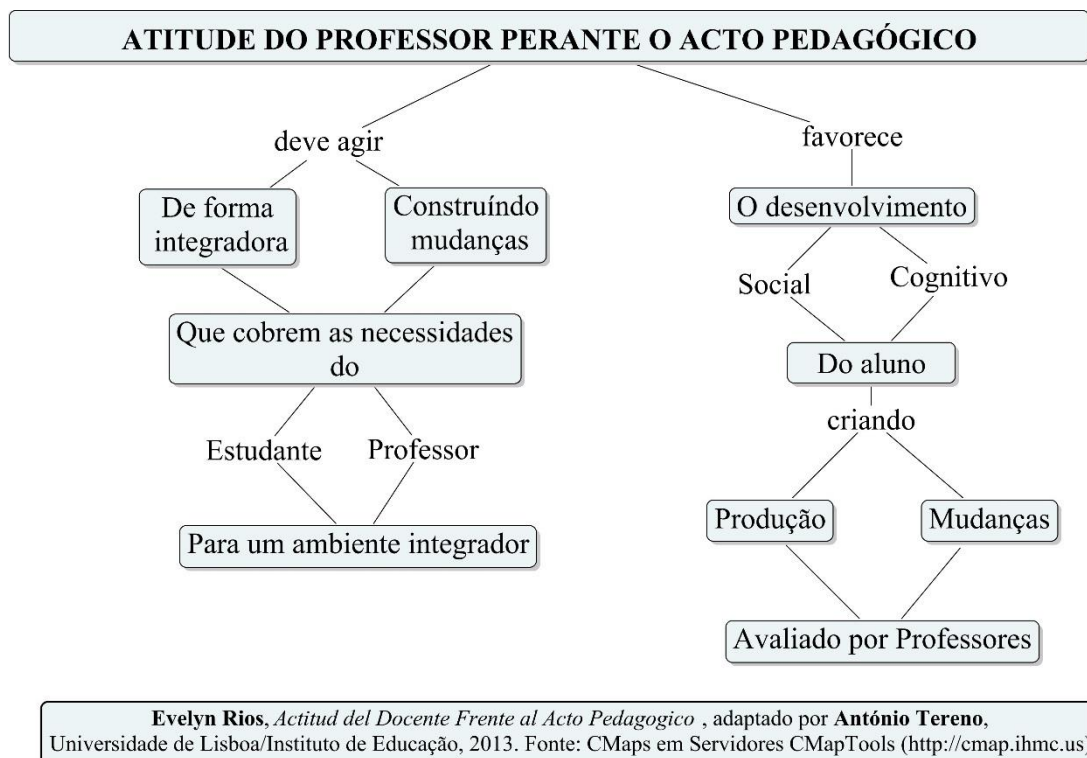 ATITUDE DO PROFESSOR PERANTE O ACTO PEDAGÓGICO
deve agir
De forma
integradora
Construíndo
mudanças
Que cobrem as necessidades
do
Estudante
Professor
Para um ambiente integrador
favorece
O desenvolvimento
Social
Cognitivo
Do aluno
criando
Produção
Mudanças
Avaliado por Professores
Evelyn Rios, Actitud del Docente Frente al Acto Pedagogico , adaptado por António Tereno,
Universidade de Lisboa/Instituto de Educação, 2013. Fonte: CMaps em Servidores CMapTools (http://cmap.ihmc.us)